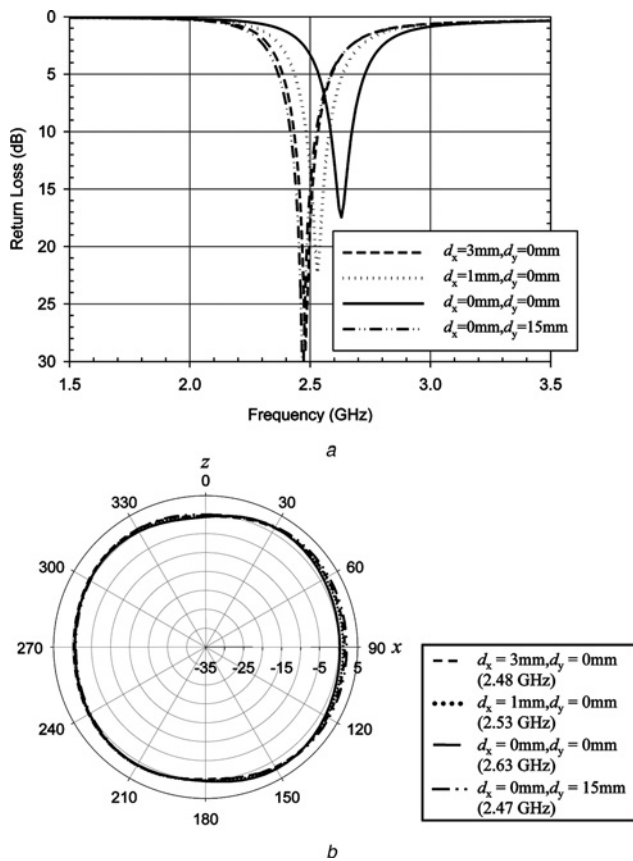 0
5
10
15
20
25
30
Return Loss (dB)
dx=3mm,dy=0mm
dx=1mm,dy=0mm
dx=0mm,dy=0mm
dx=0mm,dy=15mm
1.5 2.0 2.5 3.0 3.5
Frequency (GHz)
a
z
0
330 30
300 60
270 -35 -25 -15 -5 5 90 x
240 120
210 150
180
dx = 3mm,dy = 0mm
(2.48 GHz)
dx = 1mm,dy = 0mm
(2.53 GHz)
dx = 0mm,dy = 0mm
(2.63 GHz)
dx = 0mm,dy = 15mm
(2.47 GHz)
b